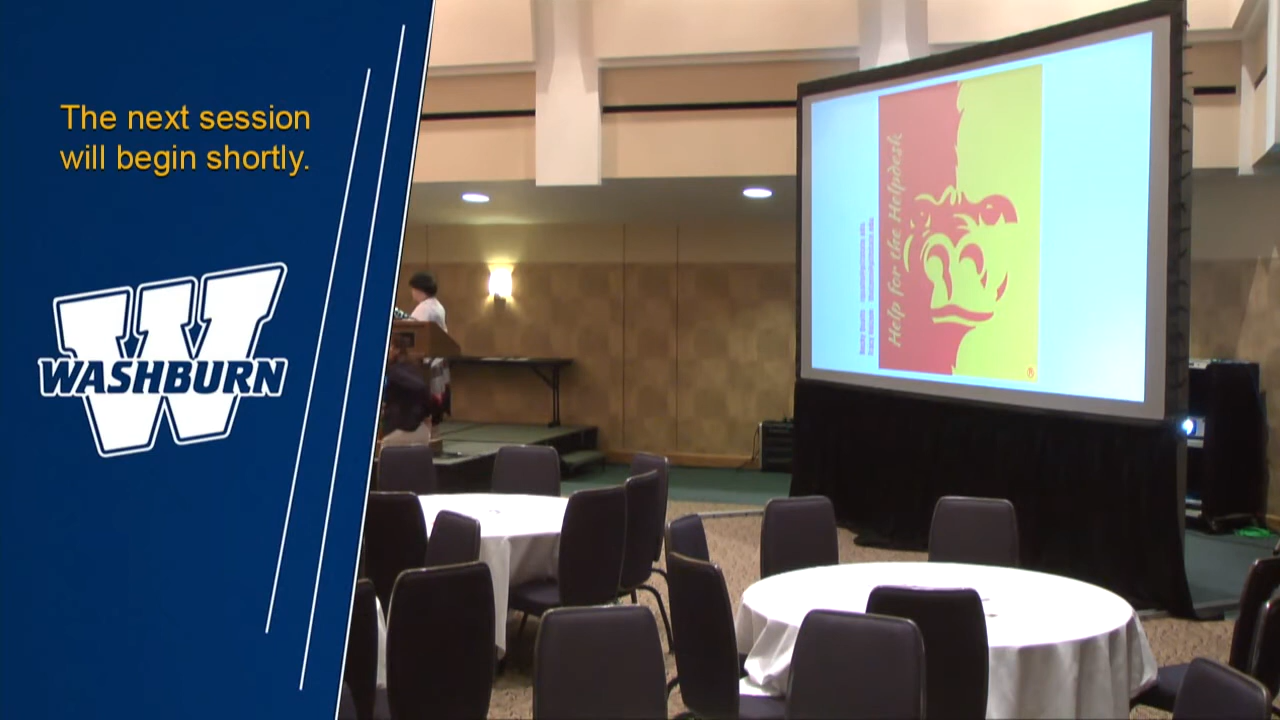 The next session
will begin shortly.
WASHBURN
Help for the Helpdesk